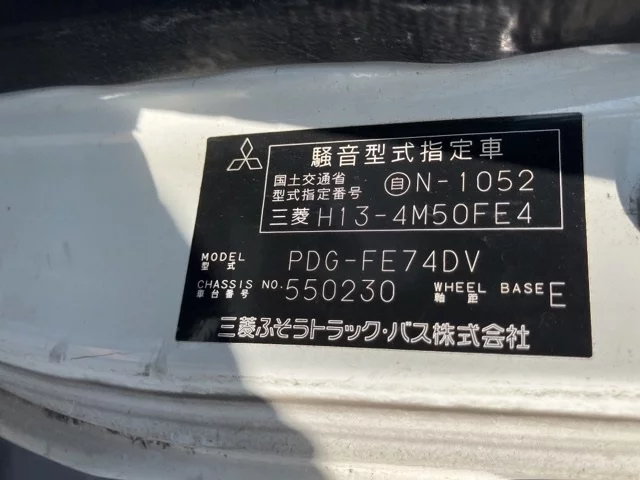 騒音型式指定車
国土交通省
型式指定番号 自 N-1052
三菱 H13-4M50FE4
MODEL
型式 PDG-FE74DV
CHASSIS NO.
車台番号 550230 WHEEL BASE
軸距 E
三菱ふそうトラック・バス株式会社